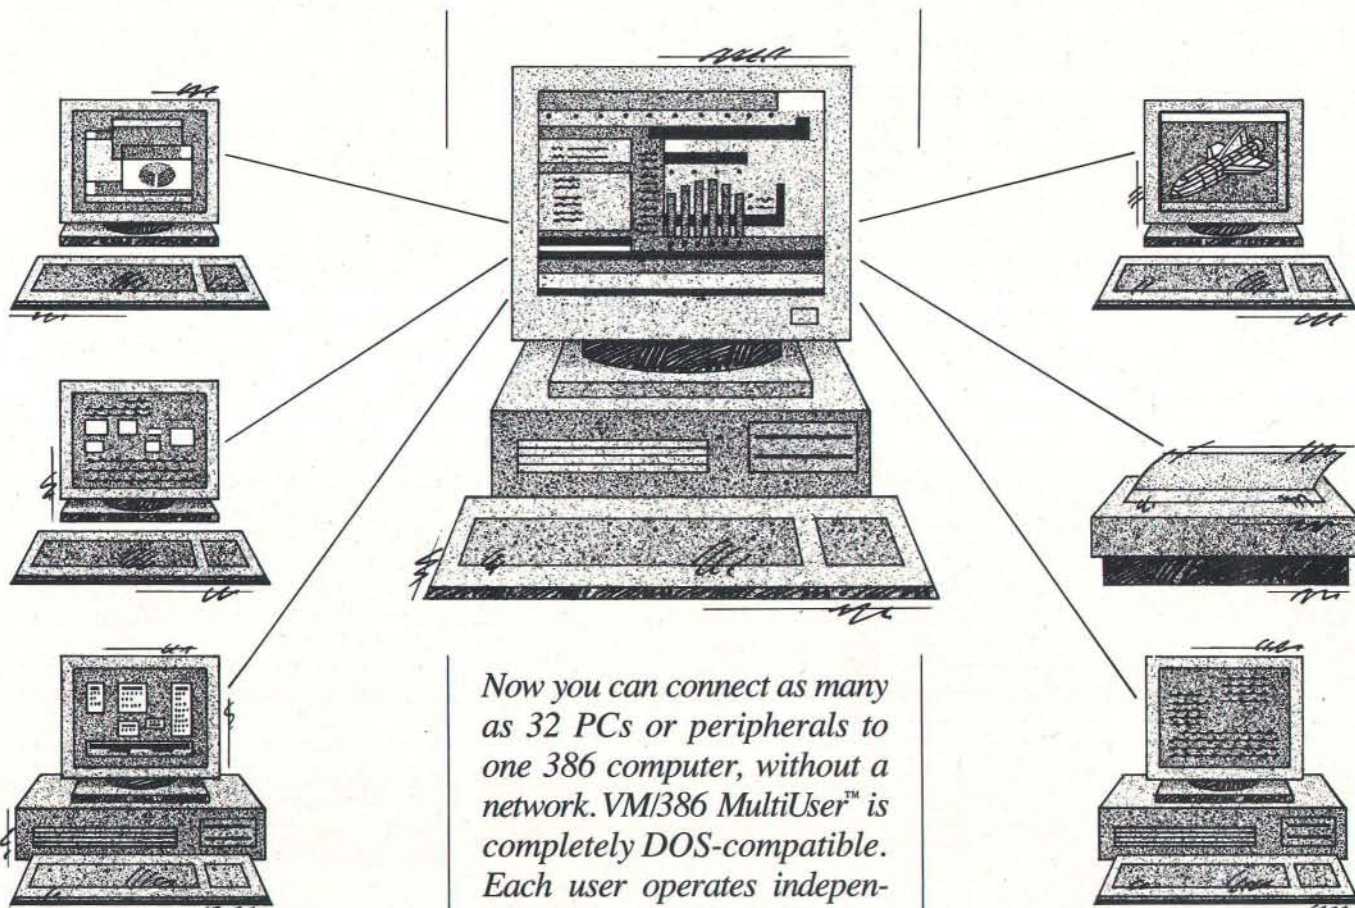 Now you can connect as many
as 32 PCs or peripherals to
one 386 computer, without a
network. VM/386 MultiUser™ is
completely DOS-compatible.
Each user operates indepen-